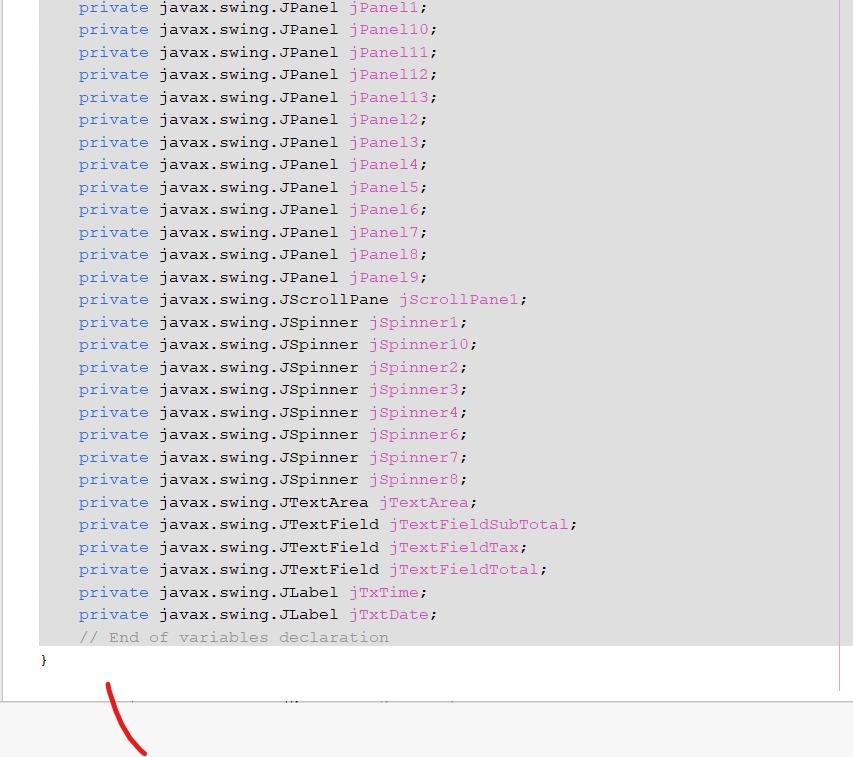 private javax.swing.JPanel jPanel1;
private javax.swing.JPanel jPanel10;
private javax.swing.JPanel jPanel11;
private javax.swing.JPanel jPanel12;
private javax.swing.JPanel jPanel13;
private javax.swing.JPanel jPanel2;
private javax.swing.JPanel jPanel3;
private javax.swing.JPanel jPanel4;
private javax.swing.JPanel jPanel5;
private javax.swing.JPanel jPanel6;
private javax.swing.JPanel jPanel7;
private javax.swing.JPanel jPanel8;
private javax.swing.JPanel jPanel9;
private javax.swing.JScrollPane jScrollPane1;
private javax.swing.JSpinner jSpinner1;
private javax.swing.JSpinner jSpinner10;
private javax.swing.JSpinner jSpinner2;
private javax.swing.JSpinner jSpinner3;
private javax.swing.JSpinner jSpinner4;
private javax.swing.JSpinner jSpinner6;
private javax.swing.JSpinner jSpinner7;
private javax.swing.JSpinner jSpinner8;
private javax.swing.JTextArea jTextArea;
private javax.swing.JTextField jTextFieldSubTotal;
private javax.swing.JTextField jTextFieldTax;
private javax.swing.JTextField jTextFieldTotal;
private javax.swing.JLabel jTxTime;
private javax.swing.JLabel jTxtDate;
// End of variables declaration
}